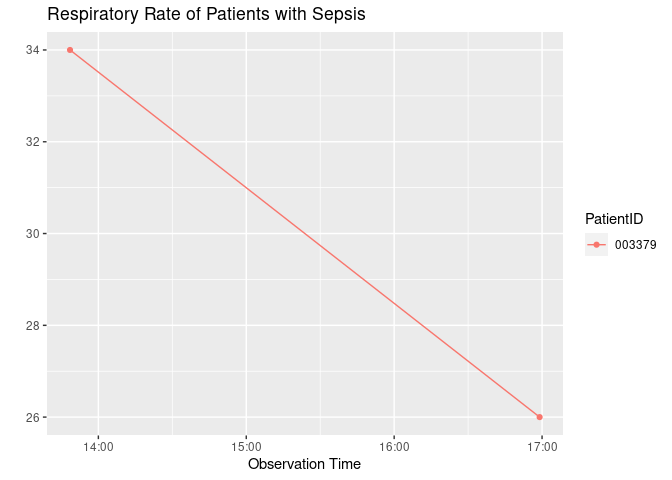 Respiratory Rate of Patients with Sepsis
34
32
30
28
26
14:00 15:00 16:00 17:00
Observation Time
PatientID
003379